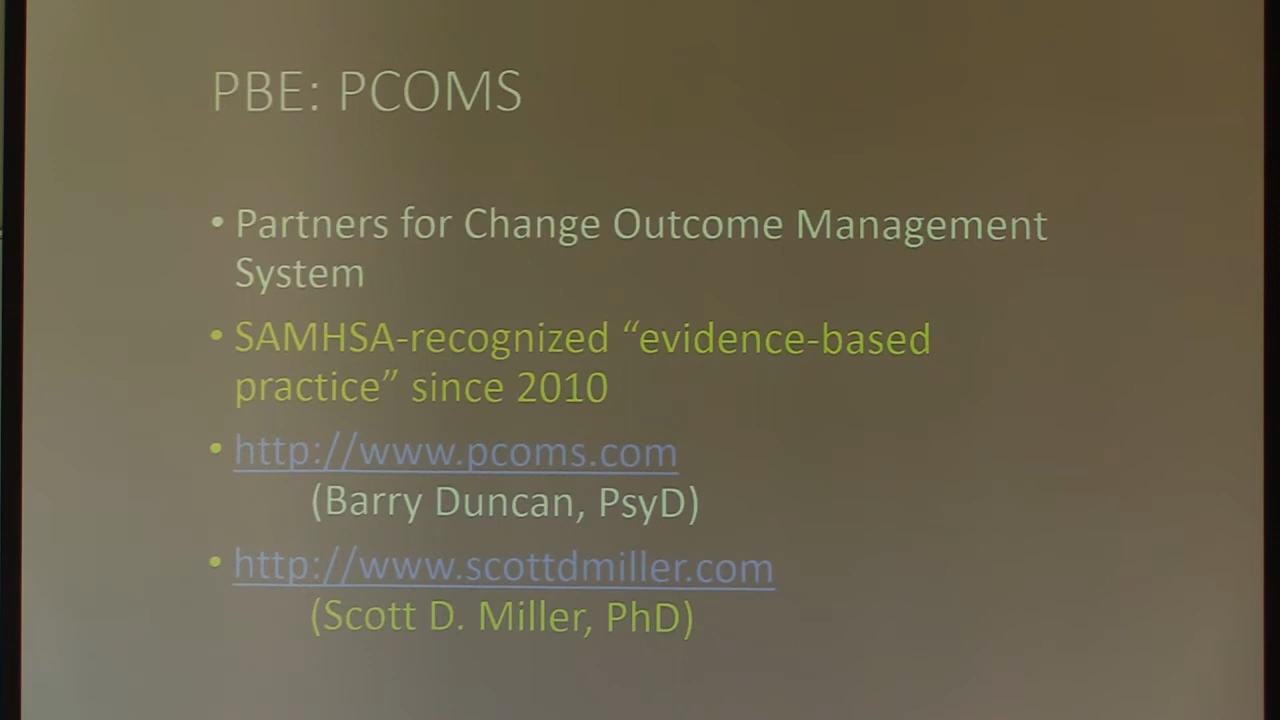 PBE: PCOMS
• Partners for Change Outcome Management
System
• SAMHSA-recognized “evidence-based
practice” since 2010
• http://www.pcoms.com
(Barry Duncan, PsyD)
• http://www.scottdmiller.com
(Scott D. Miller, PhD)